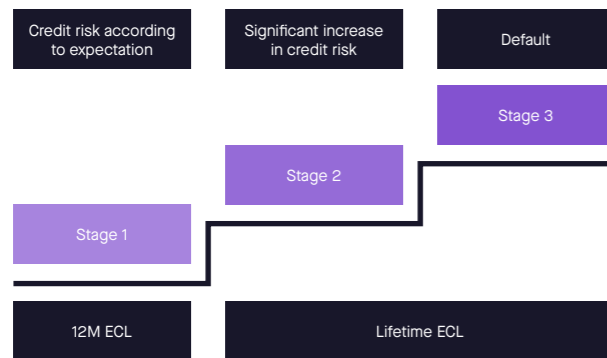 Credit risk according
to expectation
Significant increase
in credit risk
Default
Stage 3
Stage 2
Stage 1
12M ECL
Lifetime ECL